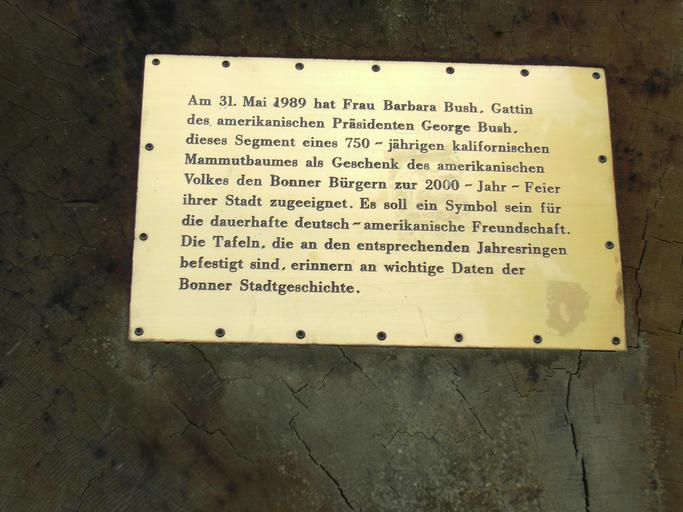 Am 31. Mai 1989 hat Frau Barbara Bush, Gattin
des amerikanischen Präsidenten George Bush,
dieses Segment eines 750-jährigen kalifornischen
Mammutbaumes als Geschenk des amerikanischen
Volkes den Bonner Bürgern zur 2000-Jahr-Feier
ihrer Stadt zugeeignet. Es soll ein Symbol sein für
die dauerhafte deutsch-amerikanische Freundschaft.
Die Tafeln, die an den entsprechenden Jahresringen
befestigt sind, erinnern an wichtige Daten der
Bonner Stadtgeschichte.